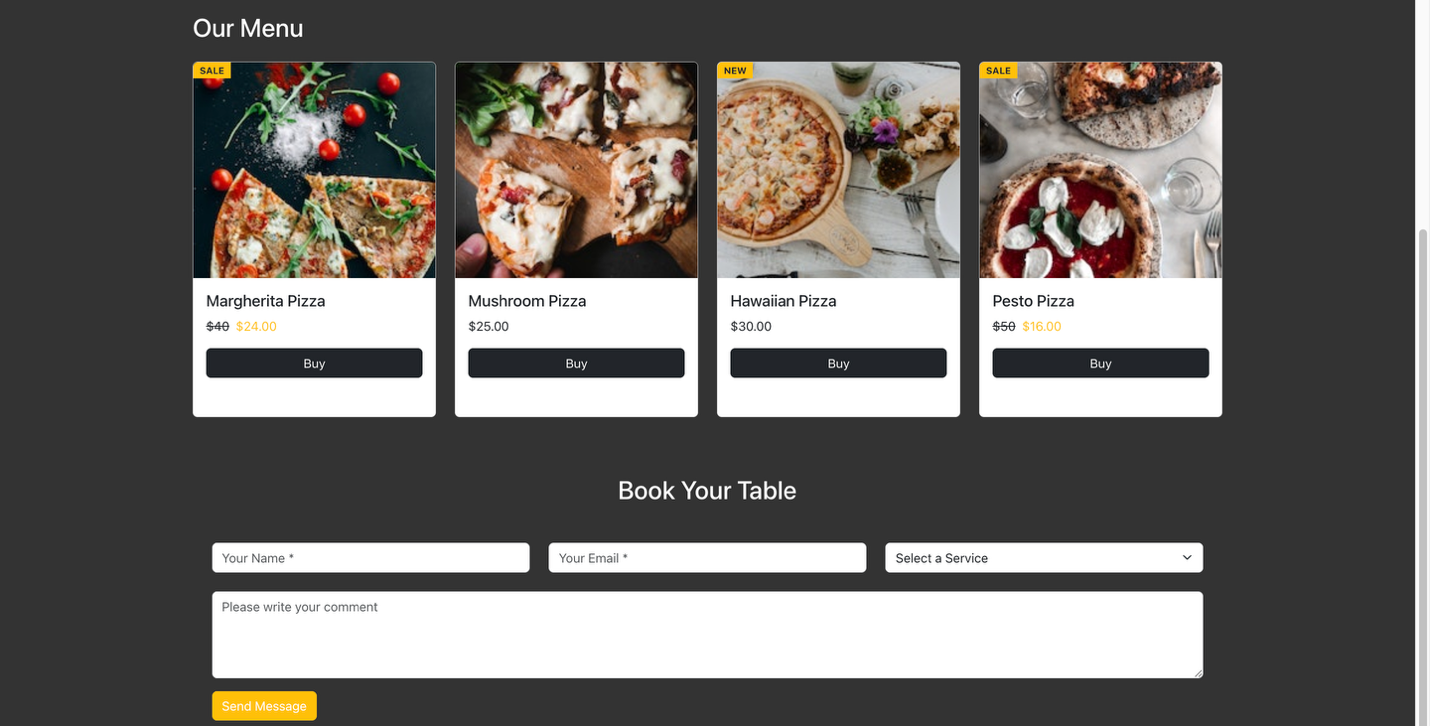 Our Menu
SALE
Margherita Pizza
$40 $24.00
Buy
Mushroom Pizza
$25.00
Buy
NEW
Hawaiian Pizza
$30.00
Buy
SALE
Pesto Pizza
$50 $16.00
Buy
Book Your Table
Your Name *
Your Email *
Select a Service
Please write your comment
Send Message